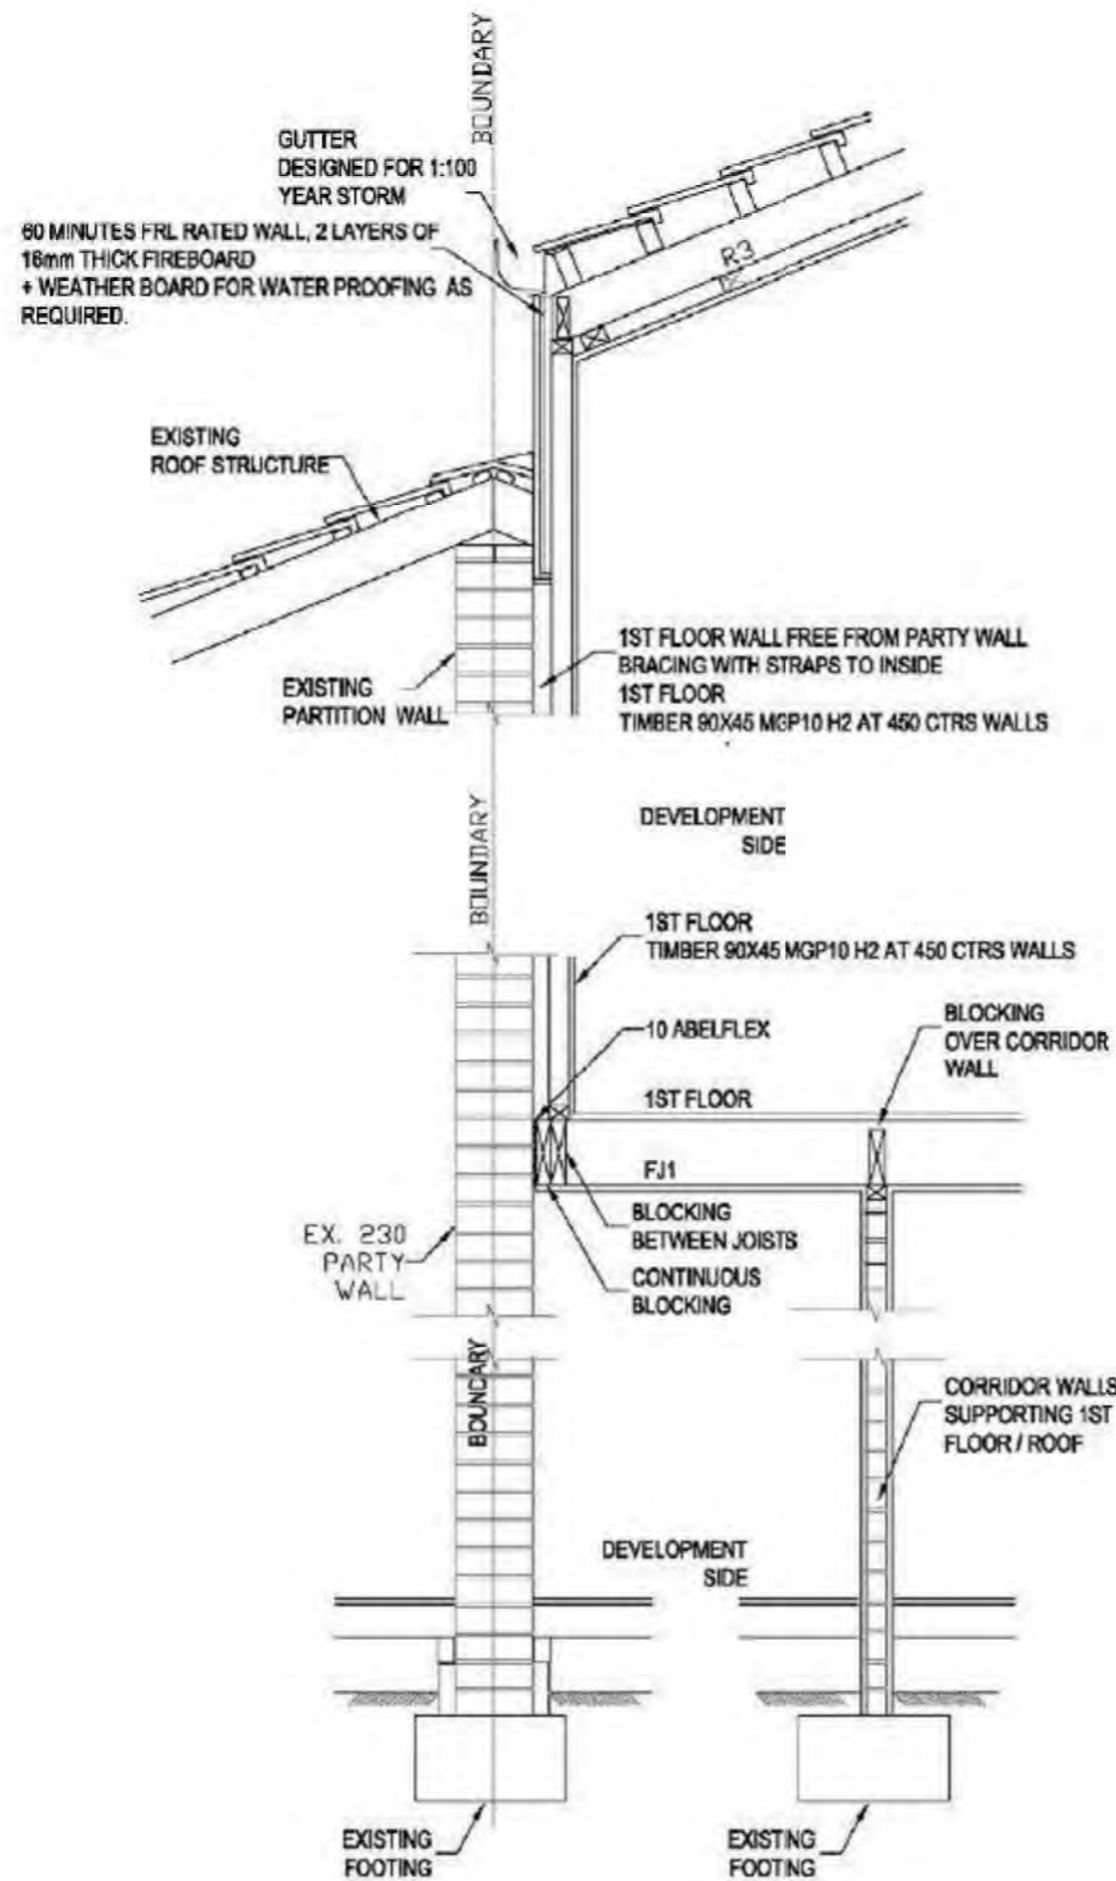 BOUNDARY
GUTTER
DESIGNED FOR 1:100
YEAR STORM
60 MINUTES FRL RATED WALL, 2 LAYERS OF
16mm THICK FIREBOARD
+ WEATHER BOARD FOR WATER PROOFING AS
REQUIRED.
R3
EXISTING
ROOF STRUCTURE
1ST FLOOR WALL FREE FROM PARTY WALL
BRACING WITH STRAPS TO INSIDE
1ST FLOOR
TIMBER 90X45 MGP10 H2 AT 450 CTRS WALLS
EXISTING
PARTITION WALL
BOUNDARY
DEVELOPMENT
SIDE
1ST FLOOR
TIMBER 90X45 MGP10 H2 AT 450 CTRS WALLS
10 ABELFLEX
BLOCKING
OVER CORRIDOR
WALL
1ST FLOOR
FJ1
BLOCKING
BETWEEN JOISTS
CONTINUOUS
BLOCKING
EX. 230
PARTY
WALL
BOUNDARY
CORRIDOR WALLS
SUPPORTING 1ST
FLOOR / ROOF
DEVELOPMENT
SIDE
EXISTING
FOOTING
EXISTING
FOOTING